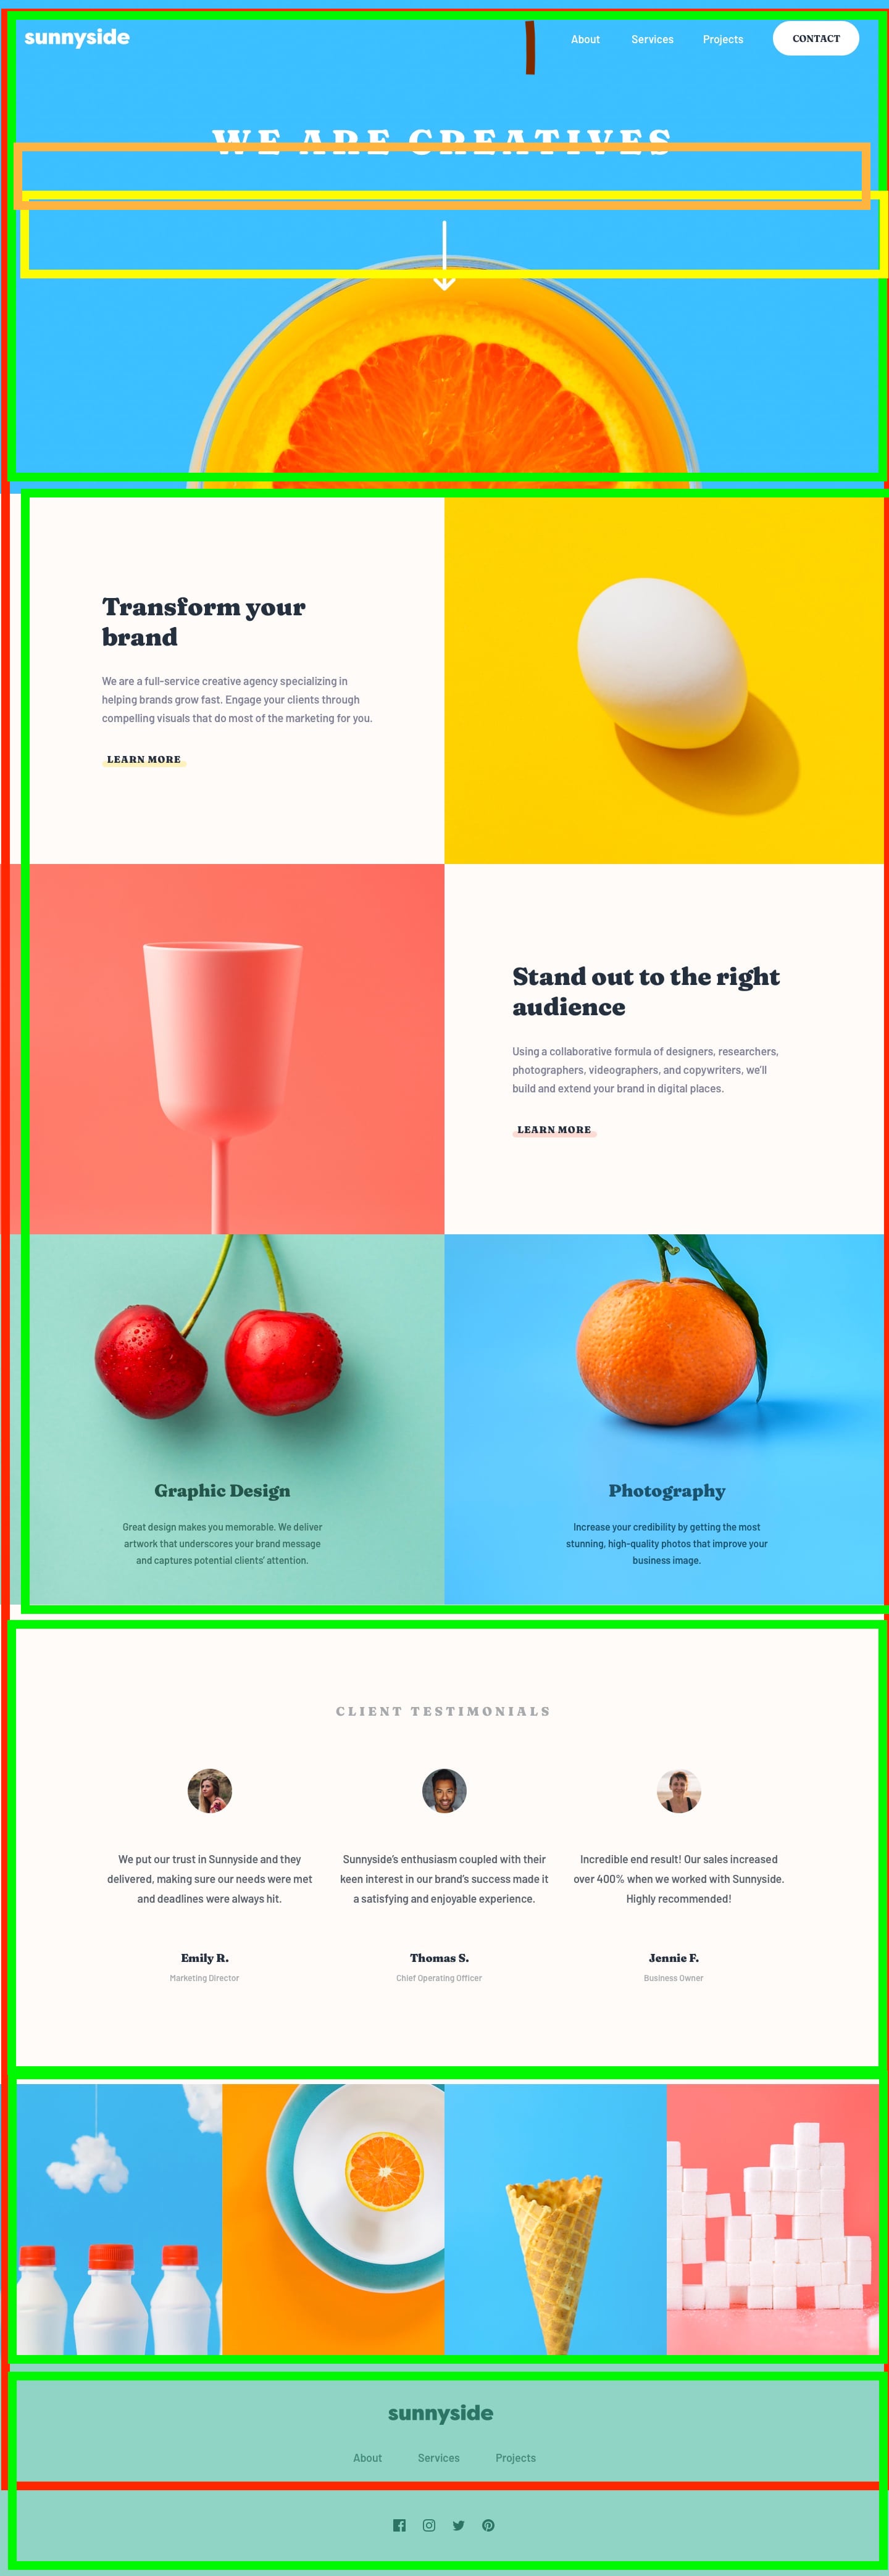 sunnyside
About Services Projects CONTACT
WE ARE CREATIVES
Transform your
brand
We are a full-service creative agency specializing in
helping brands grow fast. Engage your clients through
compelling visuals that do most of the marketing for you.
LEARN MORE
Stand out to the right
audience
Using a collaborative formula of designers, researchers,
photographers, videographers, and copywriters, we'll
build and extend your brand in digital places.
LEARN MORE
Graphic Design
Great design makes you memorable. We deliver
artwork that underscores your brand message
and captures potential clients' attention.
Photography
Increase your credibility by getting the most
stunning, high-quality photos that improve your
business image.
CLIENT TESTIMONIALS
We put our trust in Sunnyside and they
delivered, making sure our needs were met
and deadlines were always hit.
Emily R.
Marketing Director
Sunnyside's enthusiasm coupled with their
keen interest in our brand's success made it
a satisfying and enjoyable experience.
Thomas S.
Chief Operating Officer
Incredible end result! Our sales increased
over 400% when we worked with Sunnyside.
Highly recommended!
Jennie F.
Business Owner
sunnyside
About Services Projects